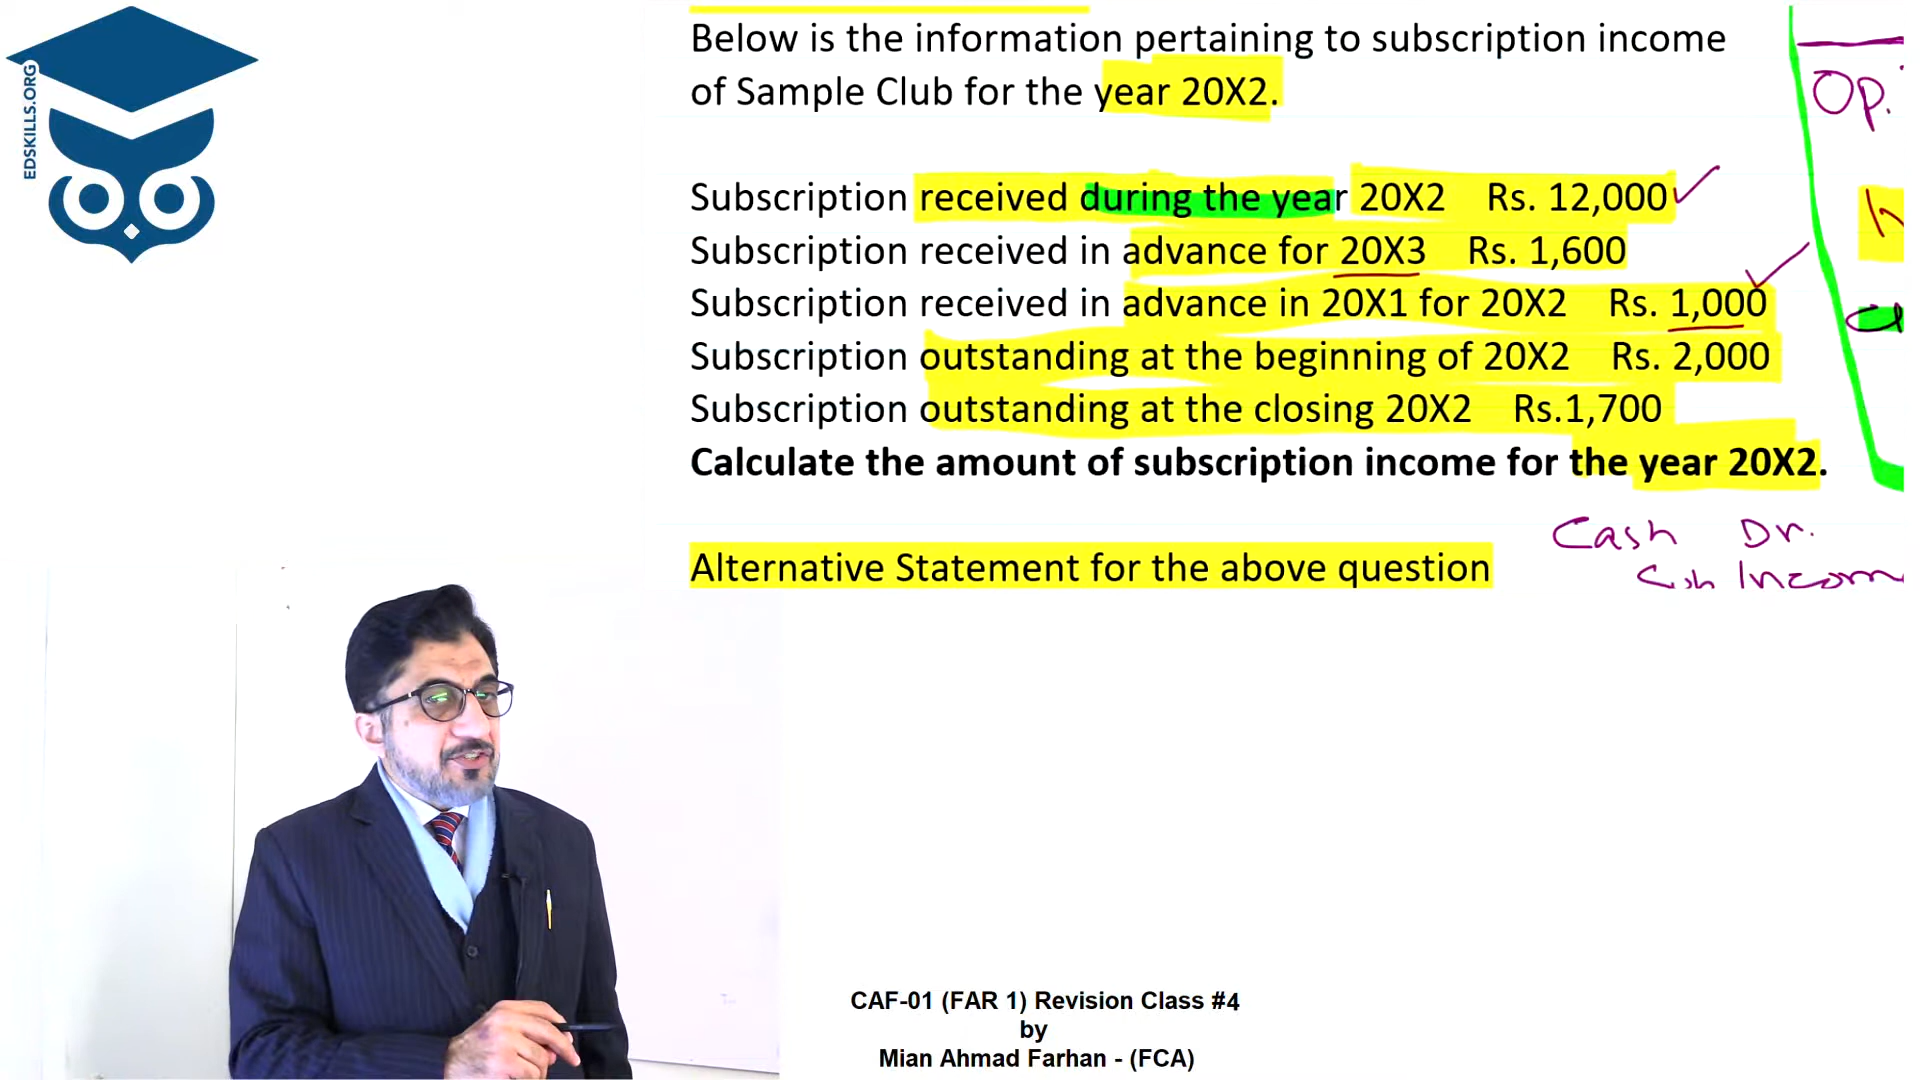 EDSKILLS.ORG
Below is the information pertaining to subscription income
of Sample Club for the year 20X2.
Subscription received during the year 20X2 Rs. 12,000
Subscription received in advance for 20X3 Rs. 1,600
Subscription received in advance in 20X1 for 20X2 Rs. 1,000
Subscription outstanding at the beginning of 20X2 Rs. 2,000
Subscription outstanding at the closing 20X2 Rs.1,700
Calculate the amount of subscription income for the year 20X2.
Alternative Statement for the above question
Op.
Cash Dr.
CAF-01 (FAR 1) Revision Class #4
by
Mian Ahmad Farhan - (FCA)